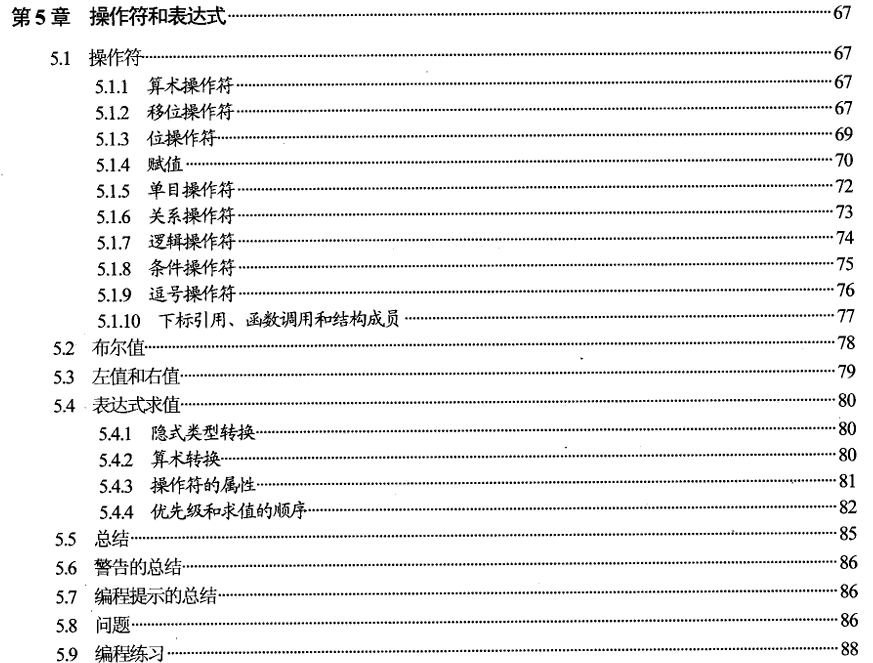 第5章 操作符和表达式 67
5.1 操作符 67
5.1.1 算术操作符 67
5.1.2 移位操作符 67
5.1.3 位操作符 69
5.1.4 赋值 70
5.1.5 单目操作符 72
5.1.6 关系操作符 73
5.1.7 逻辑操作符 74
5.1.8 条件操作符 75
5.1.9 逗号操作符 76
5.1.10 下标引用、函数调用和结构成员 77
5.2 布尔值 78
5.3 左值和右值 79
5.4 表达式求值 80
5.4.1 隐式类型转换 80
5.4.2 算术转换 80
5.4.3 操作符的属性 81
5.4.4 优先级和求值的顺序 82
5.5 总结 85
5.6 警告的总结 86
5.7 编程提示的总结 86
5.8 问题 86
5.9 编程练习 88